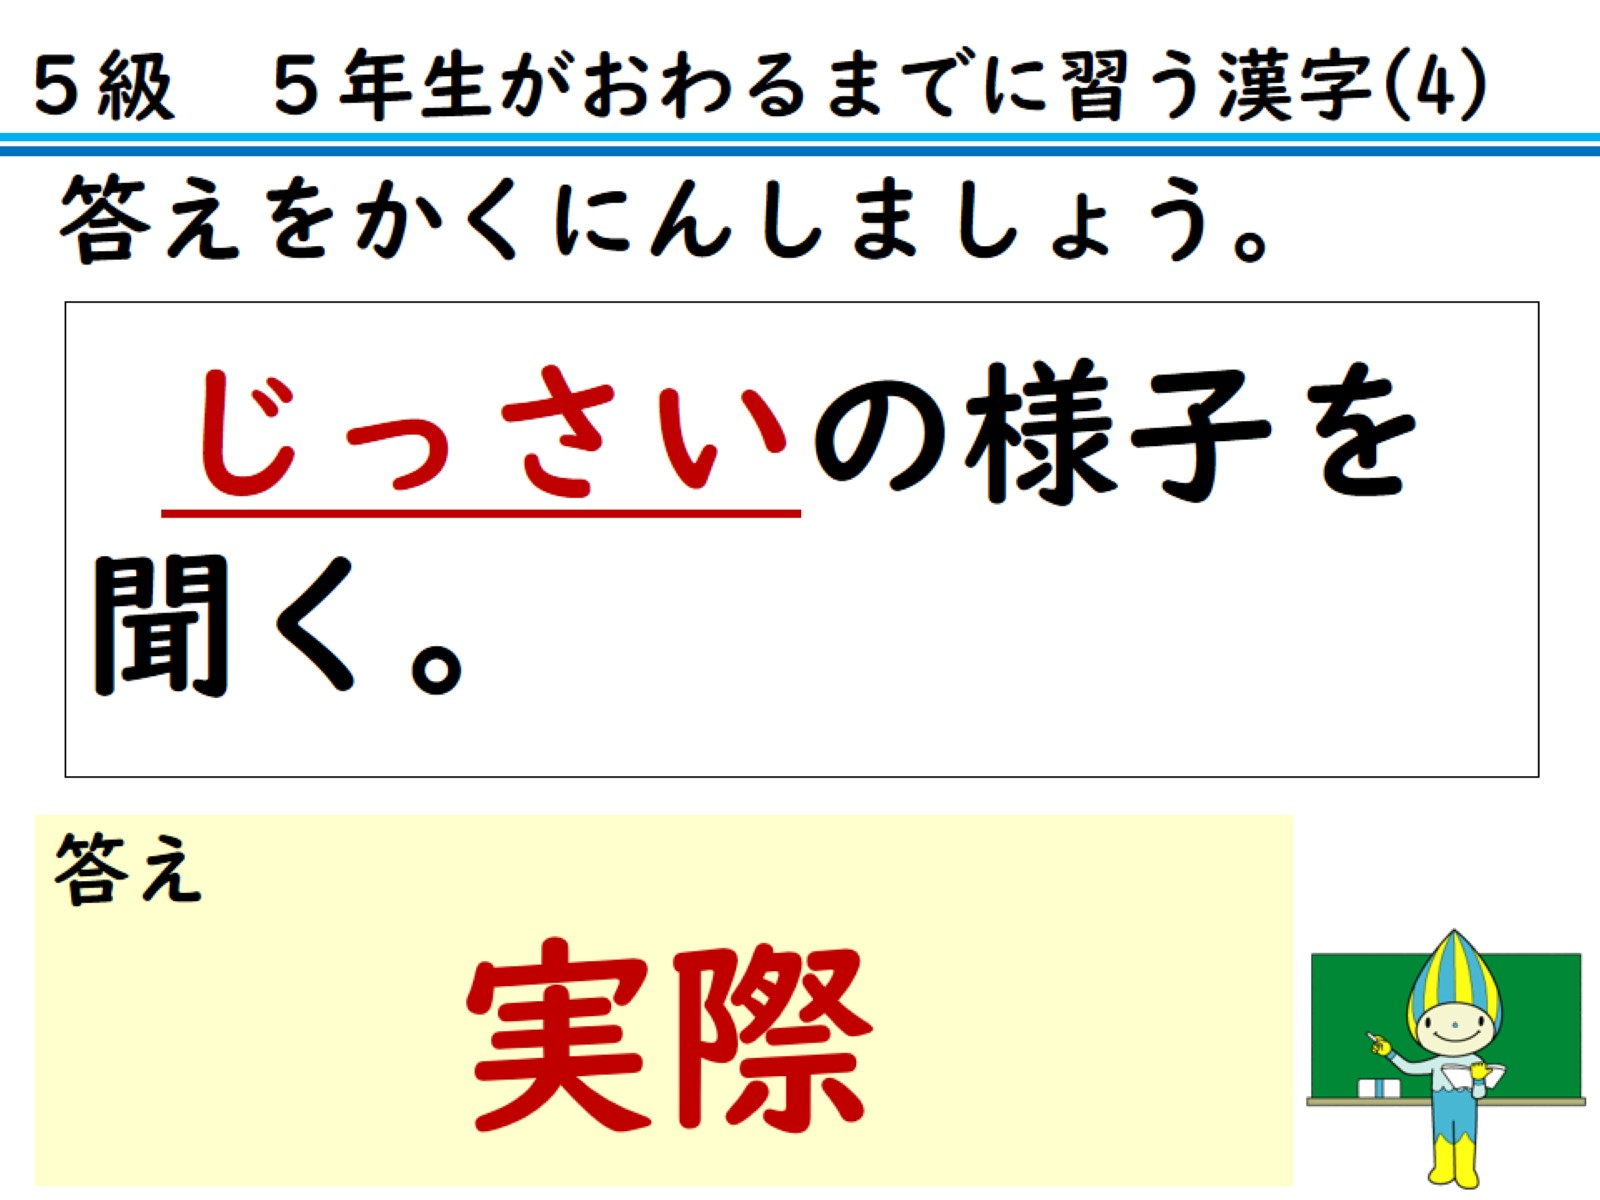 ５級　５年生がおわるまでに習う漢字(4)
答えをかくにんしましょう。
じっさいの様子を
聞く。
答え
実際